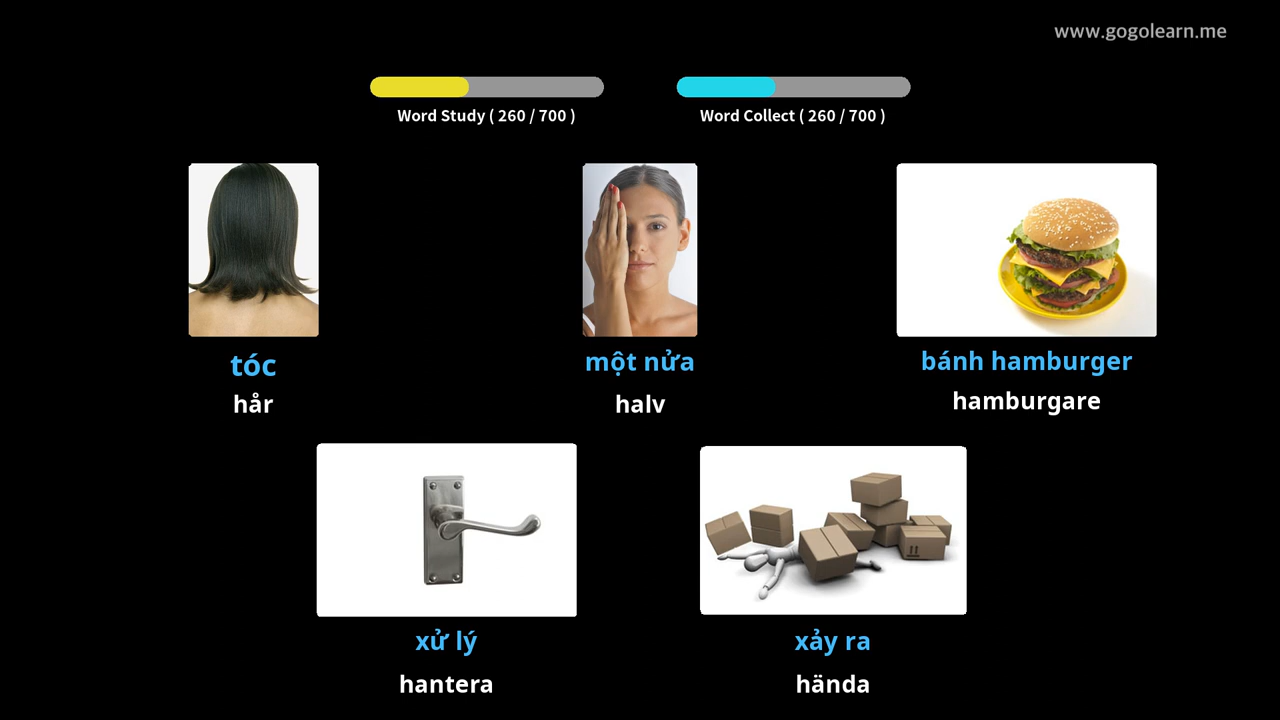 www.gogolearn.me
Word Study ( 260 / 700 )
Word Collect ( 260 / 700 )
tóc
hår
một nửa
halv
bánh hamburger
hamburgare
xử lý
hantera
xảy ra
hända